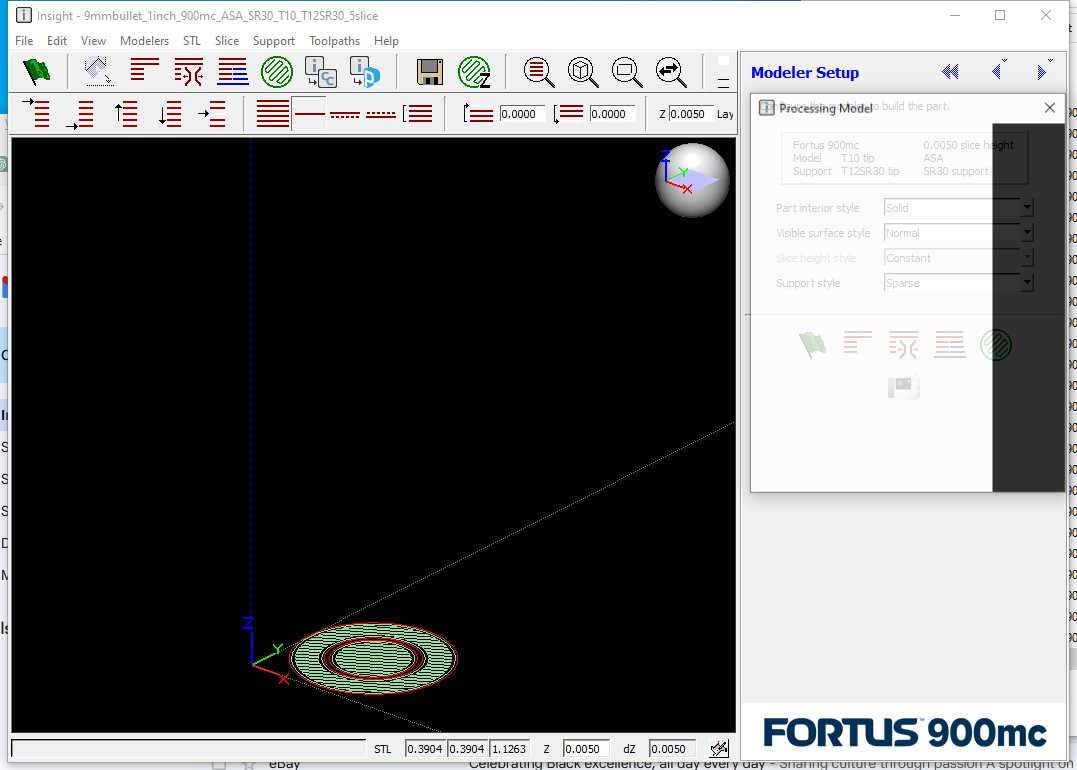 Insight - 9mmbullet_1inch_900mc_ASA_SR30_T10_T12SR30_5slice
File Edit View Modelers STL Slice Support Toolpaths Help
0.0000 0.0000 Z 0.0050 Lay
Z
Y
X
Z
Y
X
STL 0.3904 0.3904 1.1263 Z 0.0050 dZ 0.0050
Modeler Setup
Processing Model
to build the part.
Fortus 900mc 0.0050 slice height
Model T10 tip ASA
Support T12SR30 tip SR30 support
Part interior style Solid
Visible surface style Normal
Slice height style Constant
Support style Sparse
FORTUS 900mc
eBay Celebrating Black excellence, all day every day - Sharing culture through passion A spotlight on